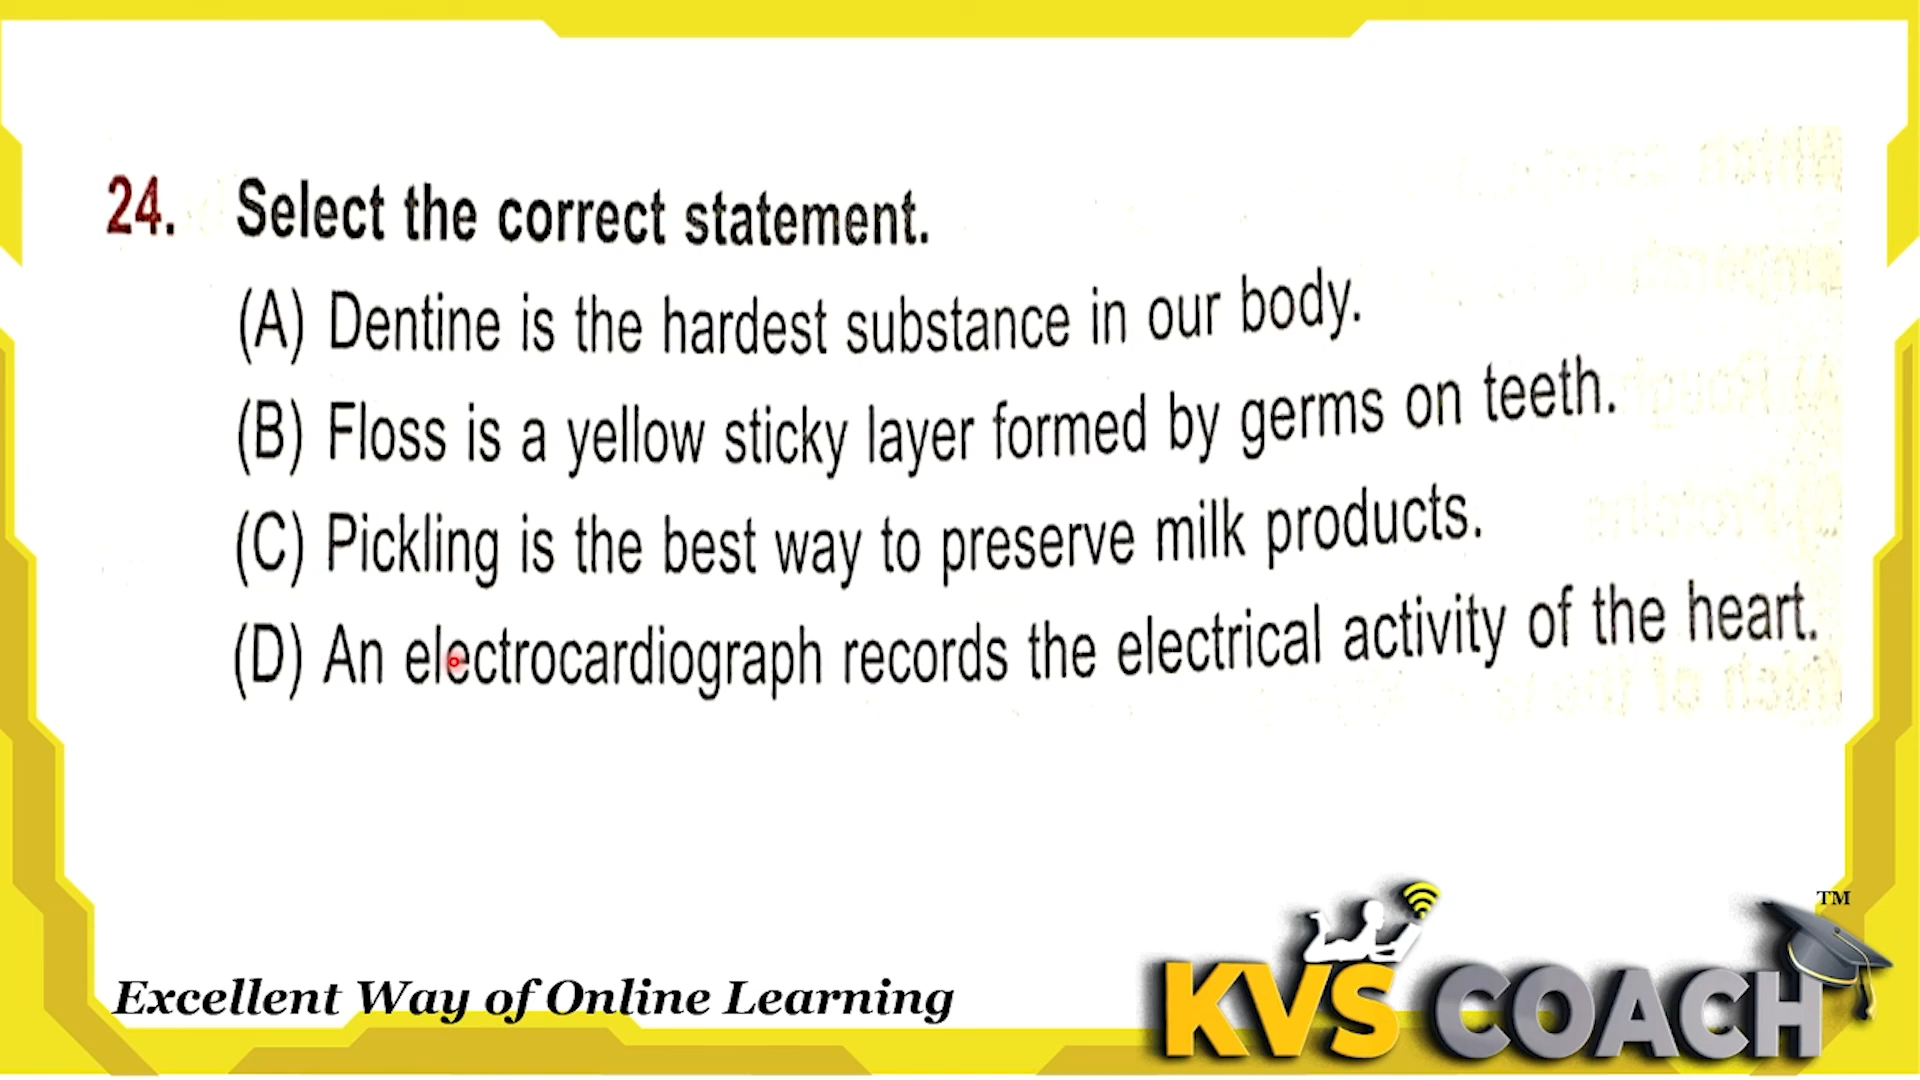 24. Select the correct statement.
(A) Dentine is the hardest substance in our body.
(B) Floss is a yellow sticky layer formed by germs on teeth.
(C) Pickling is the best way to preserve milk products.
(D) An electrocardiograph records the electrical activity of the heart.
Excellent Way of Online Learning
KVS COACH TM